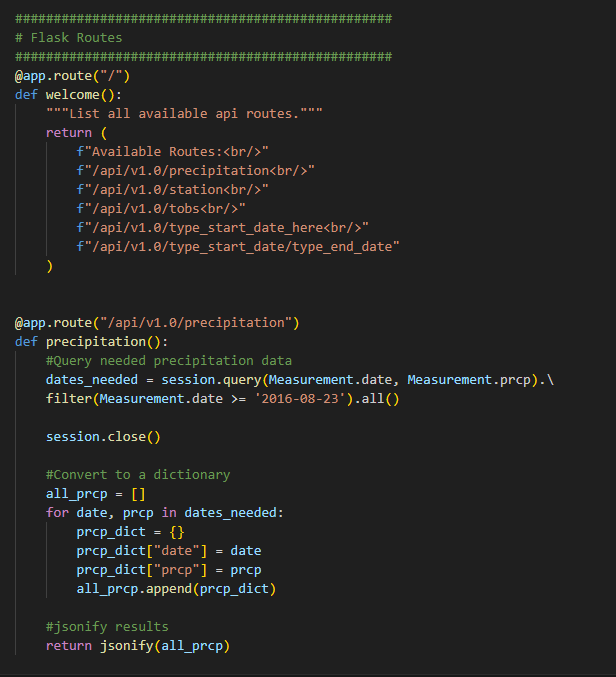 #################################################
# Flask Routes
#################################################
@app.route("/")
def welcome():
    """List all available api routes."""
    return (
        f"Available Routes:<br/>"
        f"/api/v1.0/precipitation<br/>"
        f"/api/v1.0/station<br/>"
        f"/api/v1.0/tobs<br/>"
        f"/api/v1.0/type_start_date_here<br/>"
        f"/api/v1.0/type_start_date/type_end_date"
    )
@app.route("/api/v1.0/precipitation")
def precipitation():
    #Query needed precipitation data
    dates_needed = session.query(Measurement.date, Measurement.prcp).\
    filter(Measurement.date >= '2016-08-23').all()
    session.close()
    #Convert to a dictionary
    all_prcp = []
    for date, prcp in dates_needed:
        prcp_dict = {}
        prcp_dict["date"] = date
        prcp_dict["prcp"] = prcp
        all_prcp.append(prcp_dict)
    #jsonify results
    return jsonify(all_prcp)